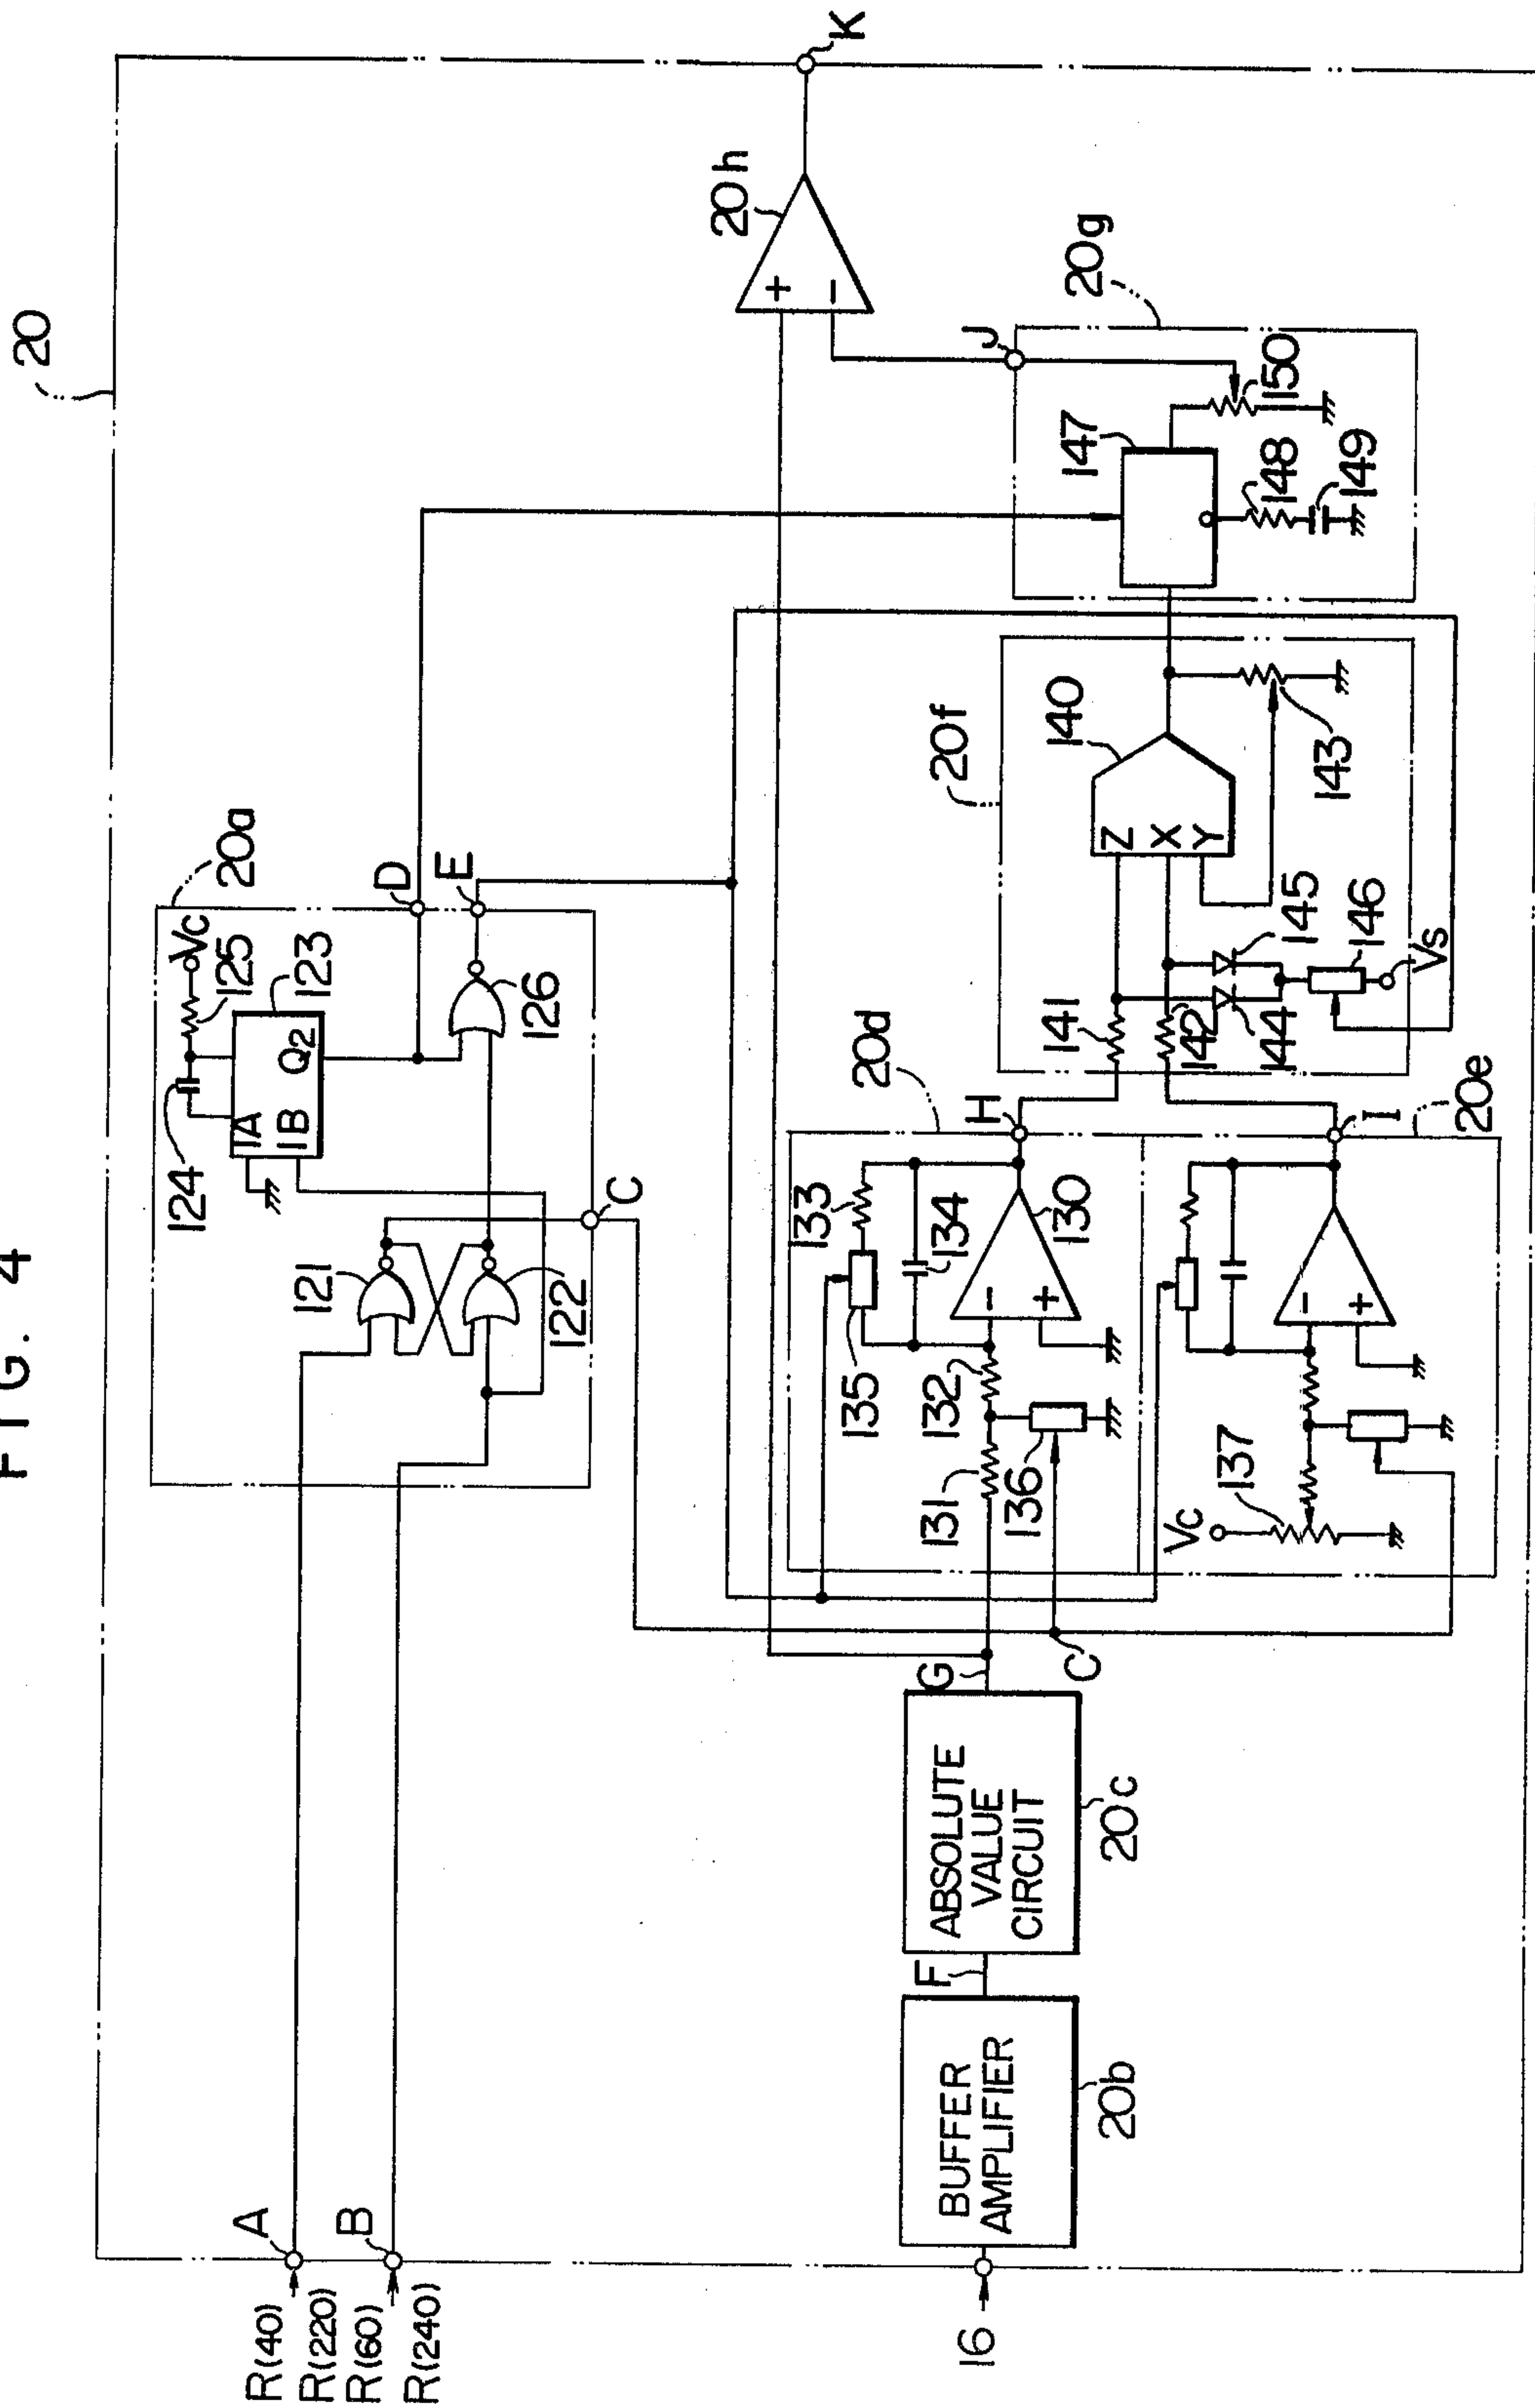 FIG. 4
20
A
R(40)
R(220)
B
R(60)
R(240)
16
BUFFER
AMPLIFIER
20b
F
ABSOLUTE
VALUE
CIRCUIT
20c
G
C
20a
121
122
124
1A
1B
Q2
123
125
Vc
126
C
D
E
20d
131
132
133
134
135
136
-
+
130
H
20e
Vc
137
-
+
I
20f
141
142
144
145
146
Vs
Z
X
Y
140
143
20g
147
148
149
150
J
20h
+
-
K